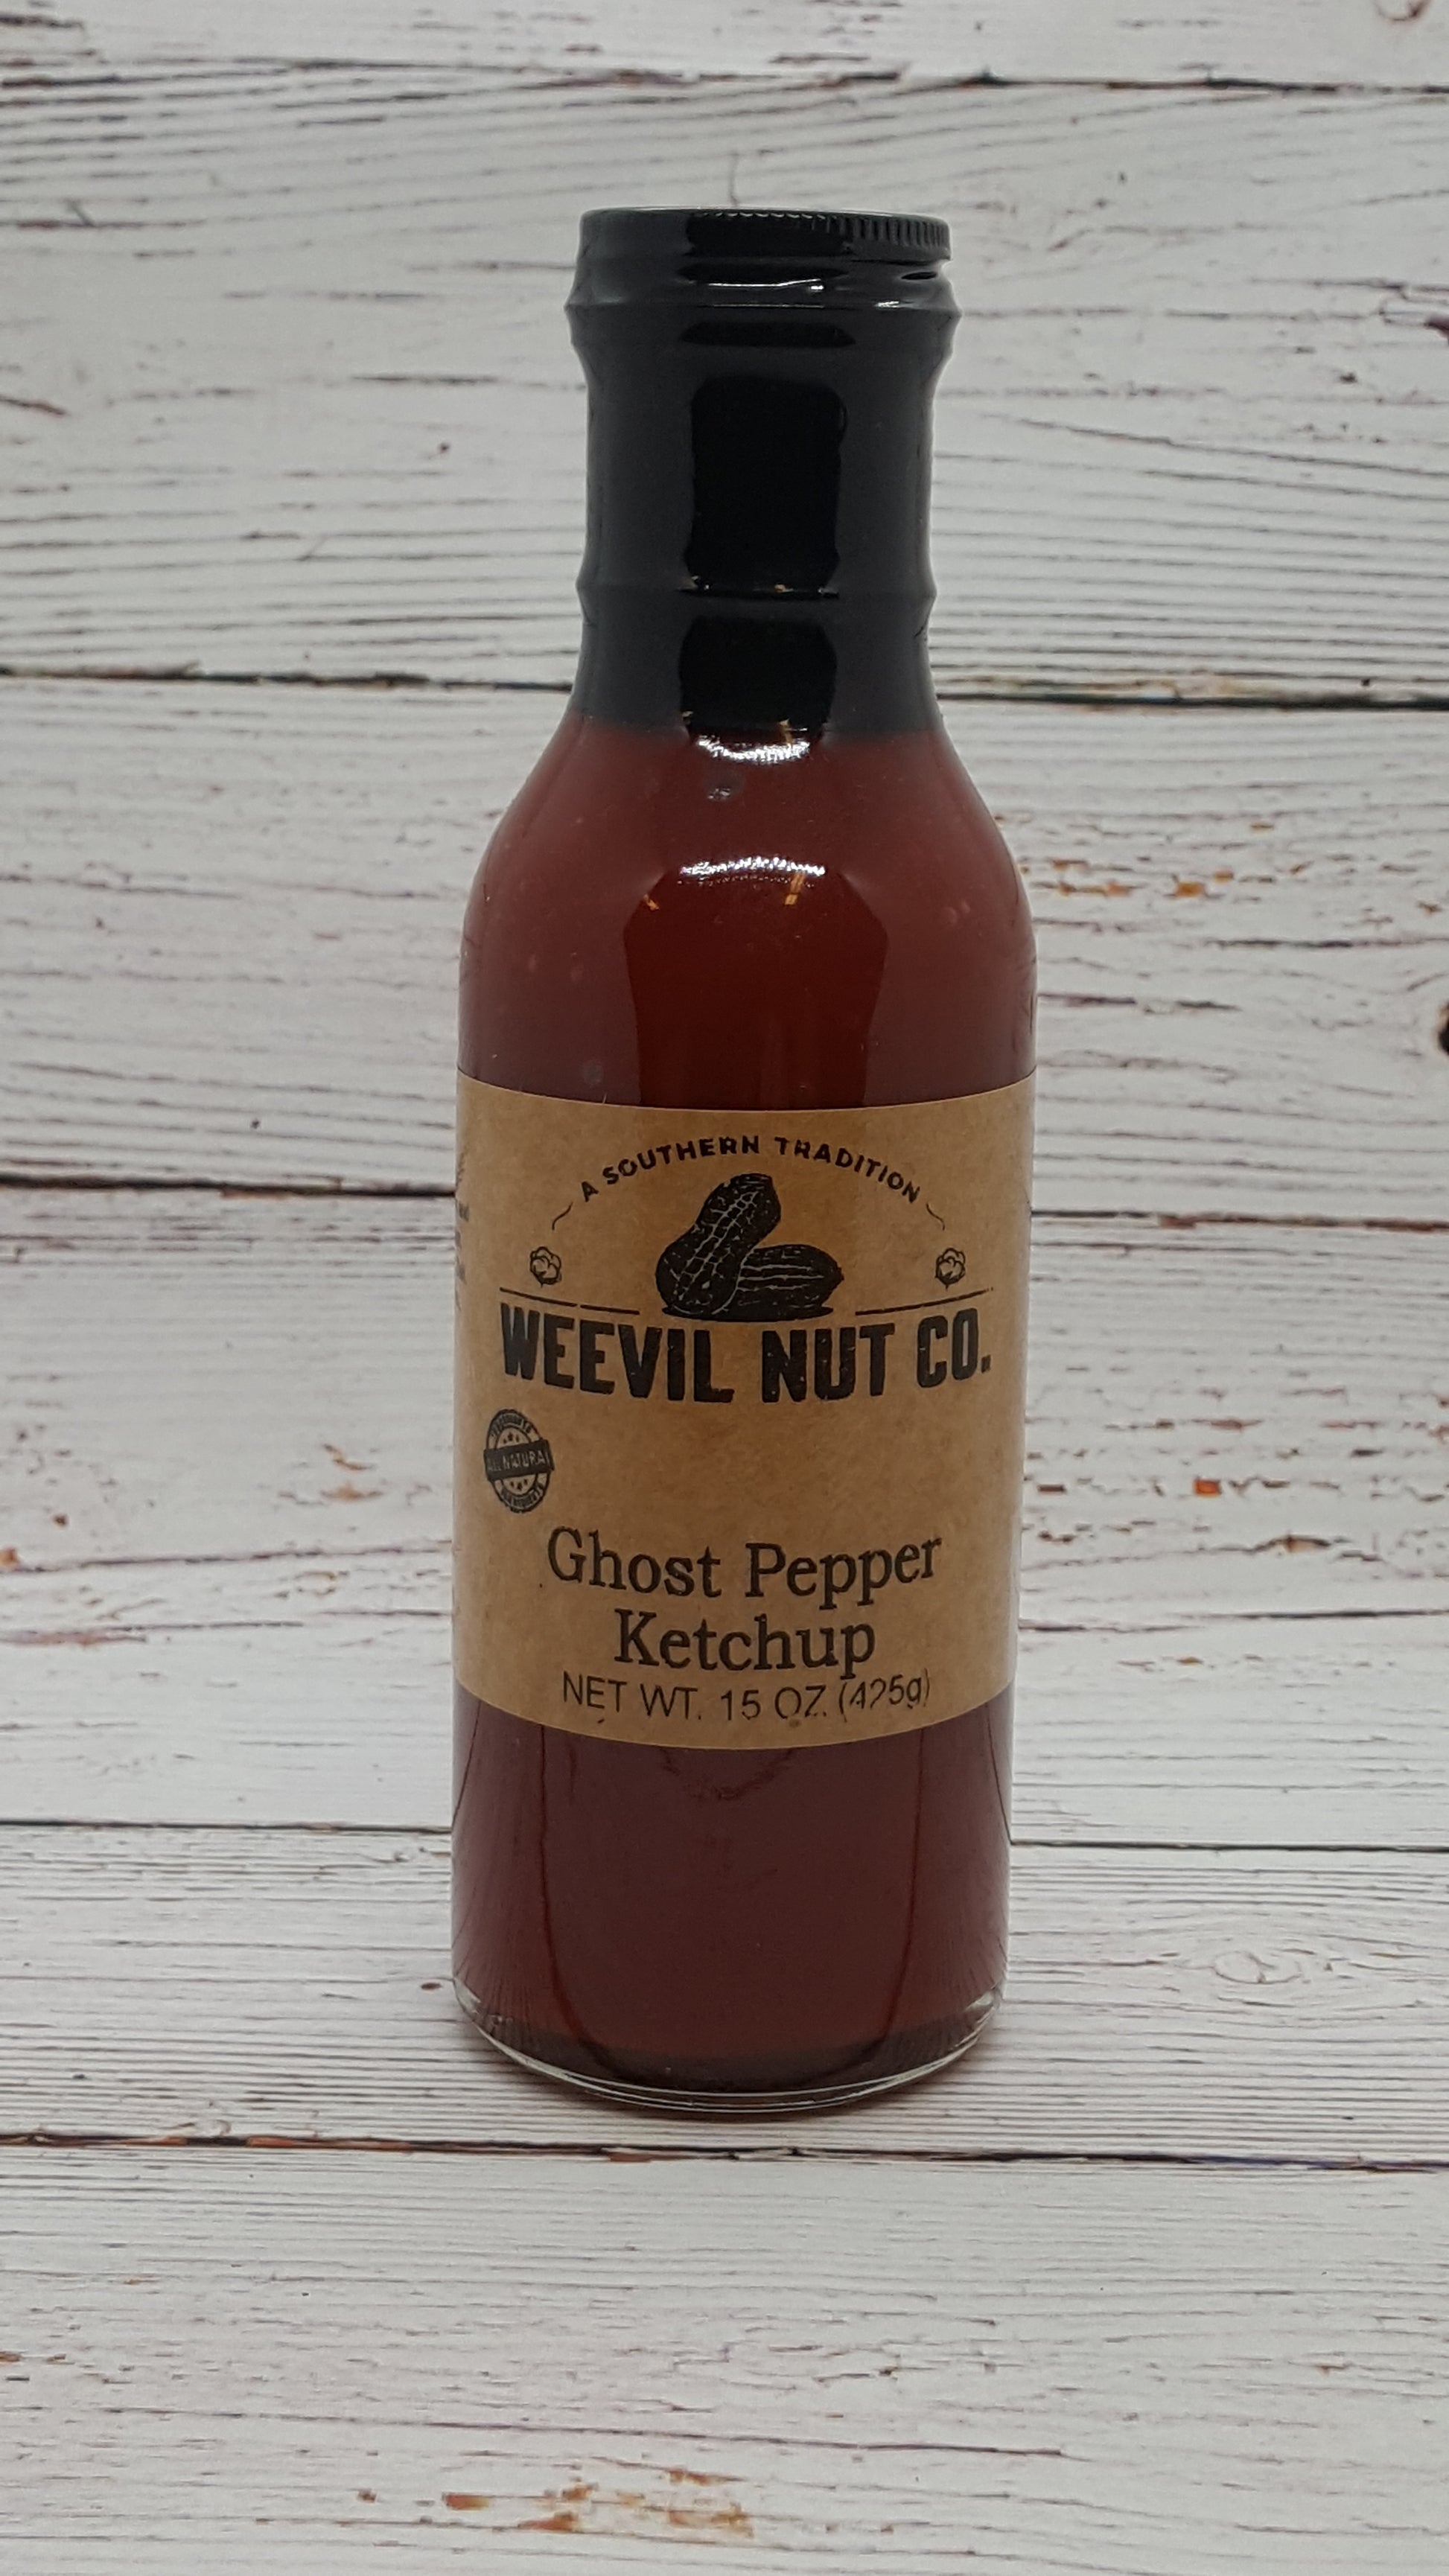 A SOUTHERN TRADITION
WEEVIL NUT CO.
ALL NATURAL
Ghost Pepper
Ketchup
NET WT. 15 OZ. (425g)